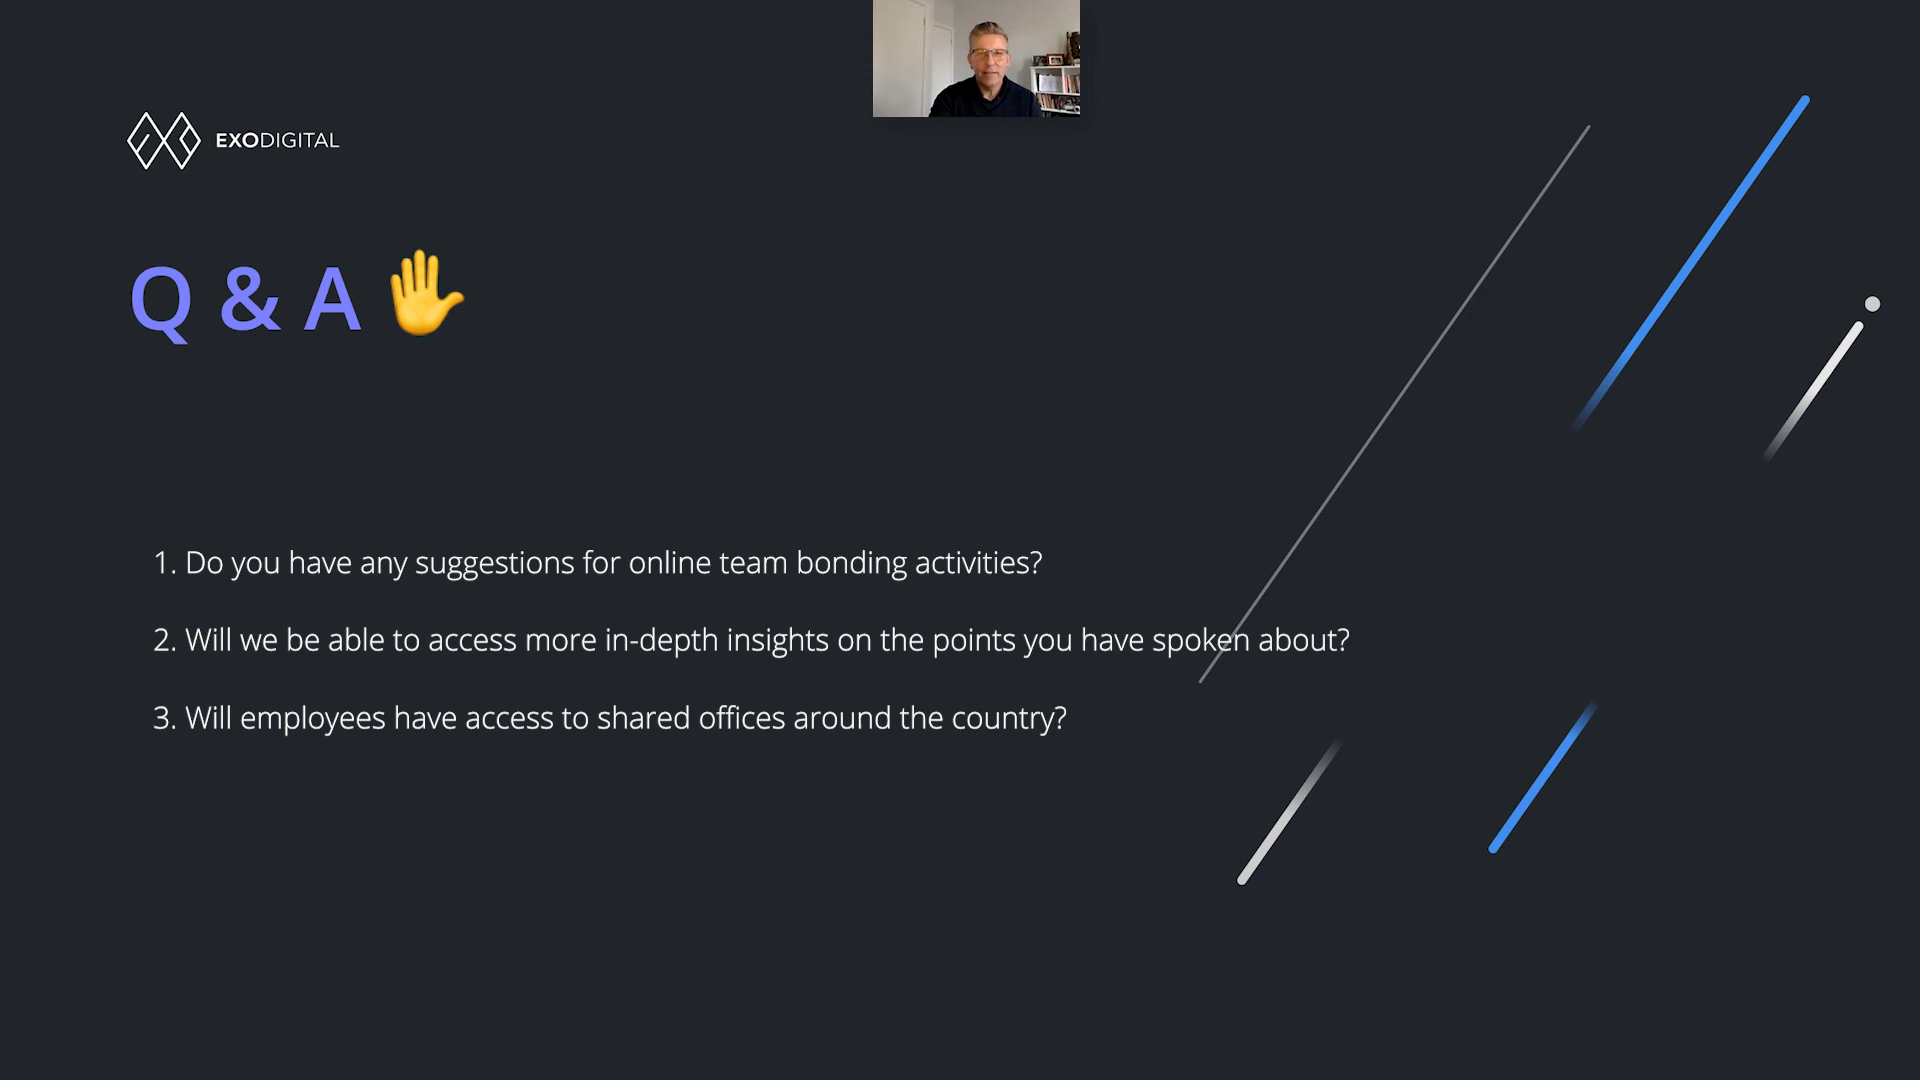 EXODIGITAL
Q & A ✋
1. Do you have any suggestions for online team bonding activities?
2. Will we be able to access more in-depth insights on the points you have spoken about?
3. Will employees have access to shared offices around the country?